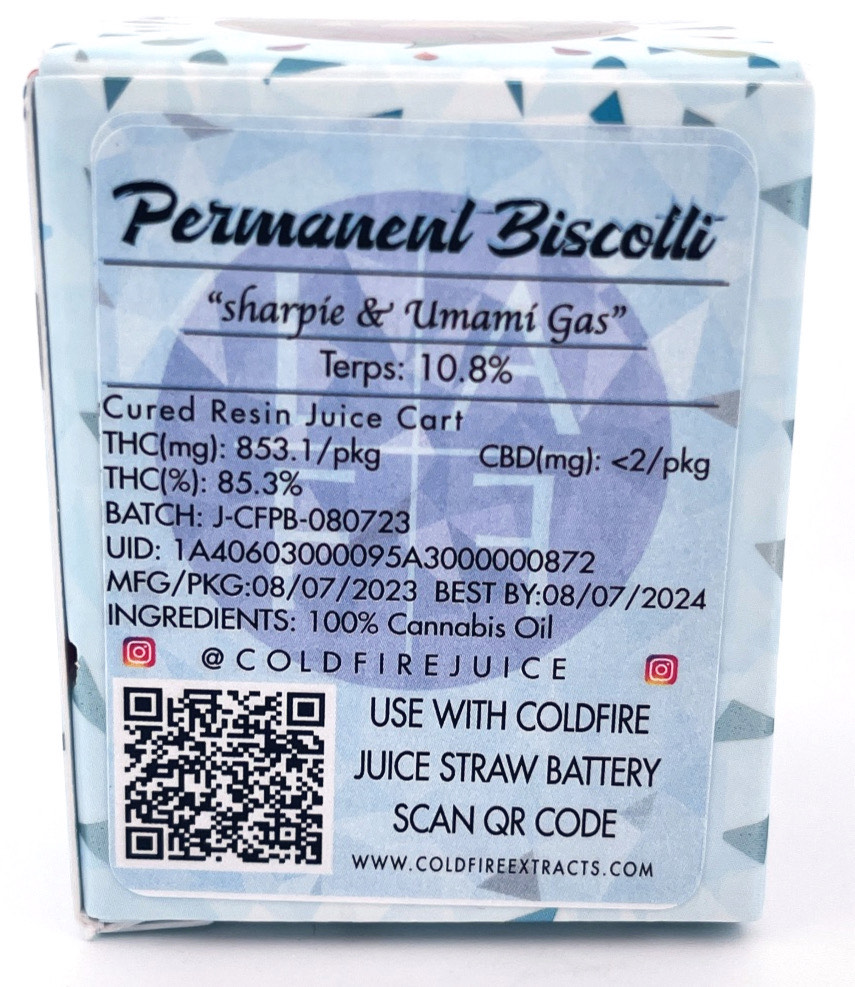 Permanent Biscotti
“sharpie & Umami Gas”
Terps: 10.8%
Cured Resin Juice Cart
THC(mg): 853.1/pkg CBD(mg): <2/pkg
THC(%): 85.3%
BATCH: J-CFPB-080723
UID: 1A40603000095A3000000872
MFG/PKG:08/07/2023 BEST BY:08/07/2024
INGREDIENTS: 100% Cannabis Oil
@COLDFIREJUICE
USE WITH COLDFIRE
JUICE STRAW BATTERY
SCAN QR CODE
WWW.COLDFIREEXTRACTS.COM